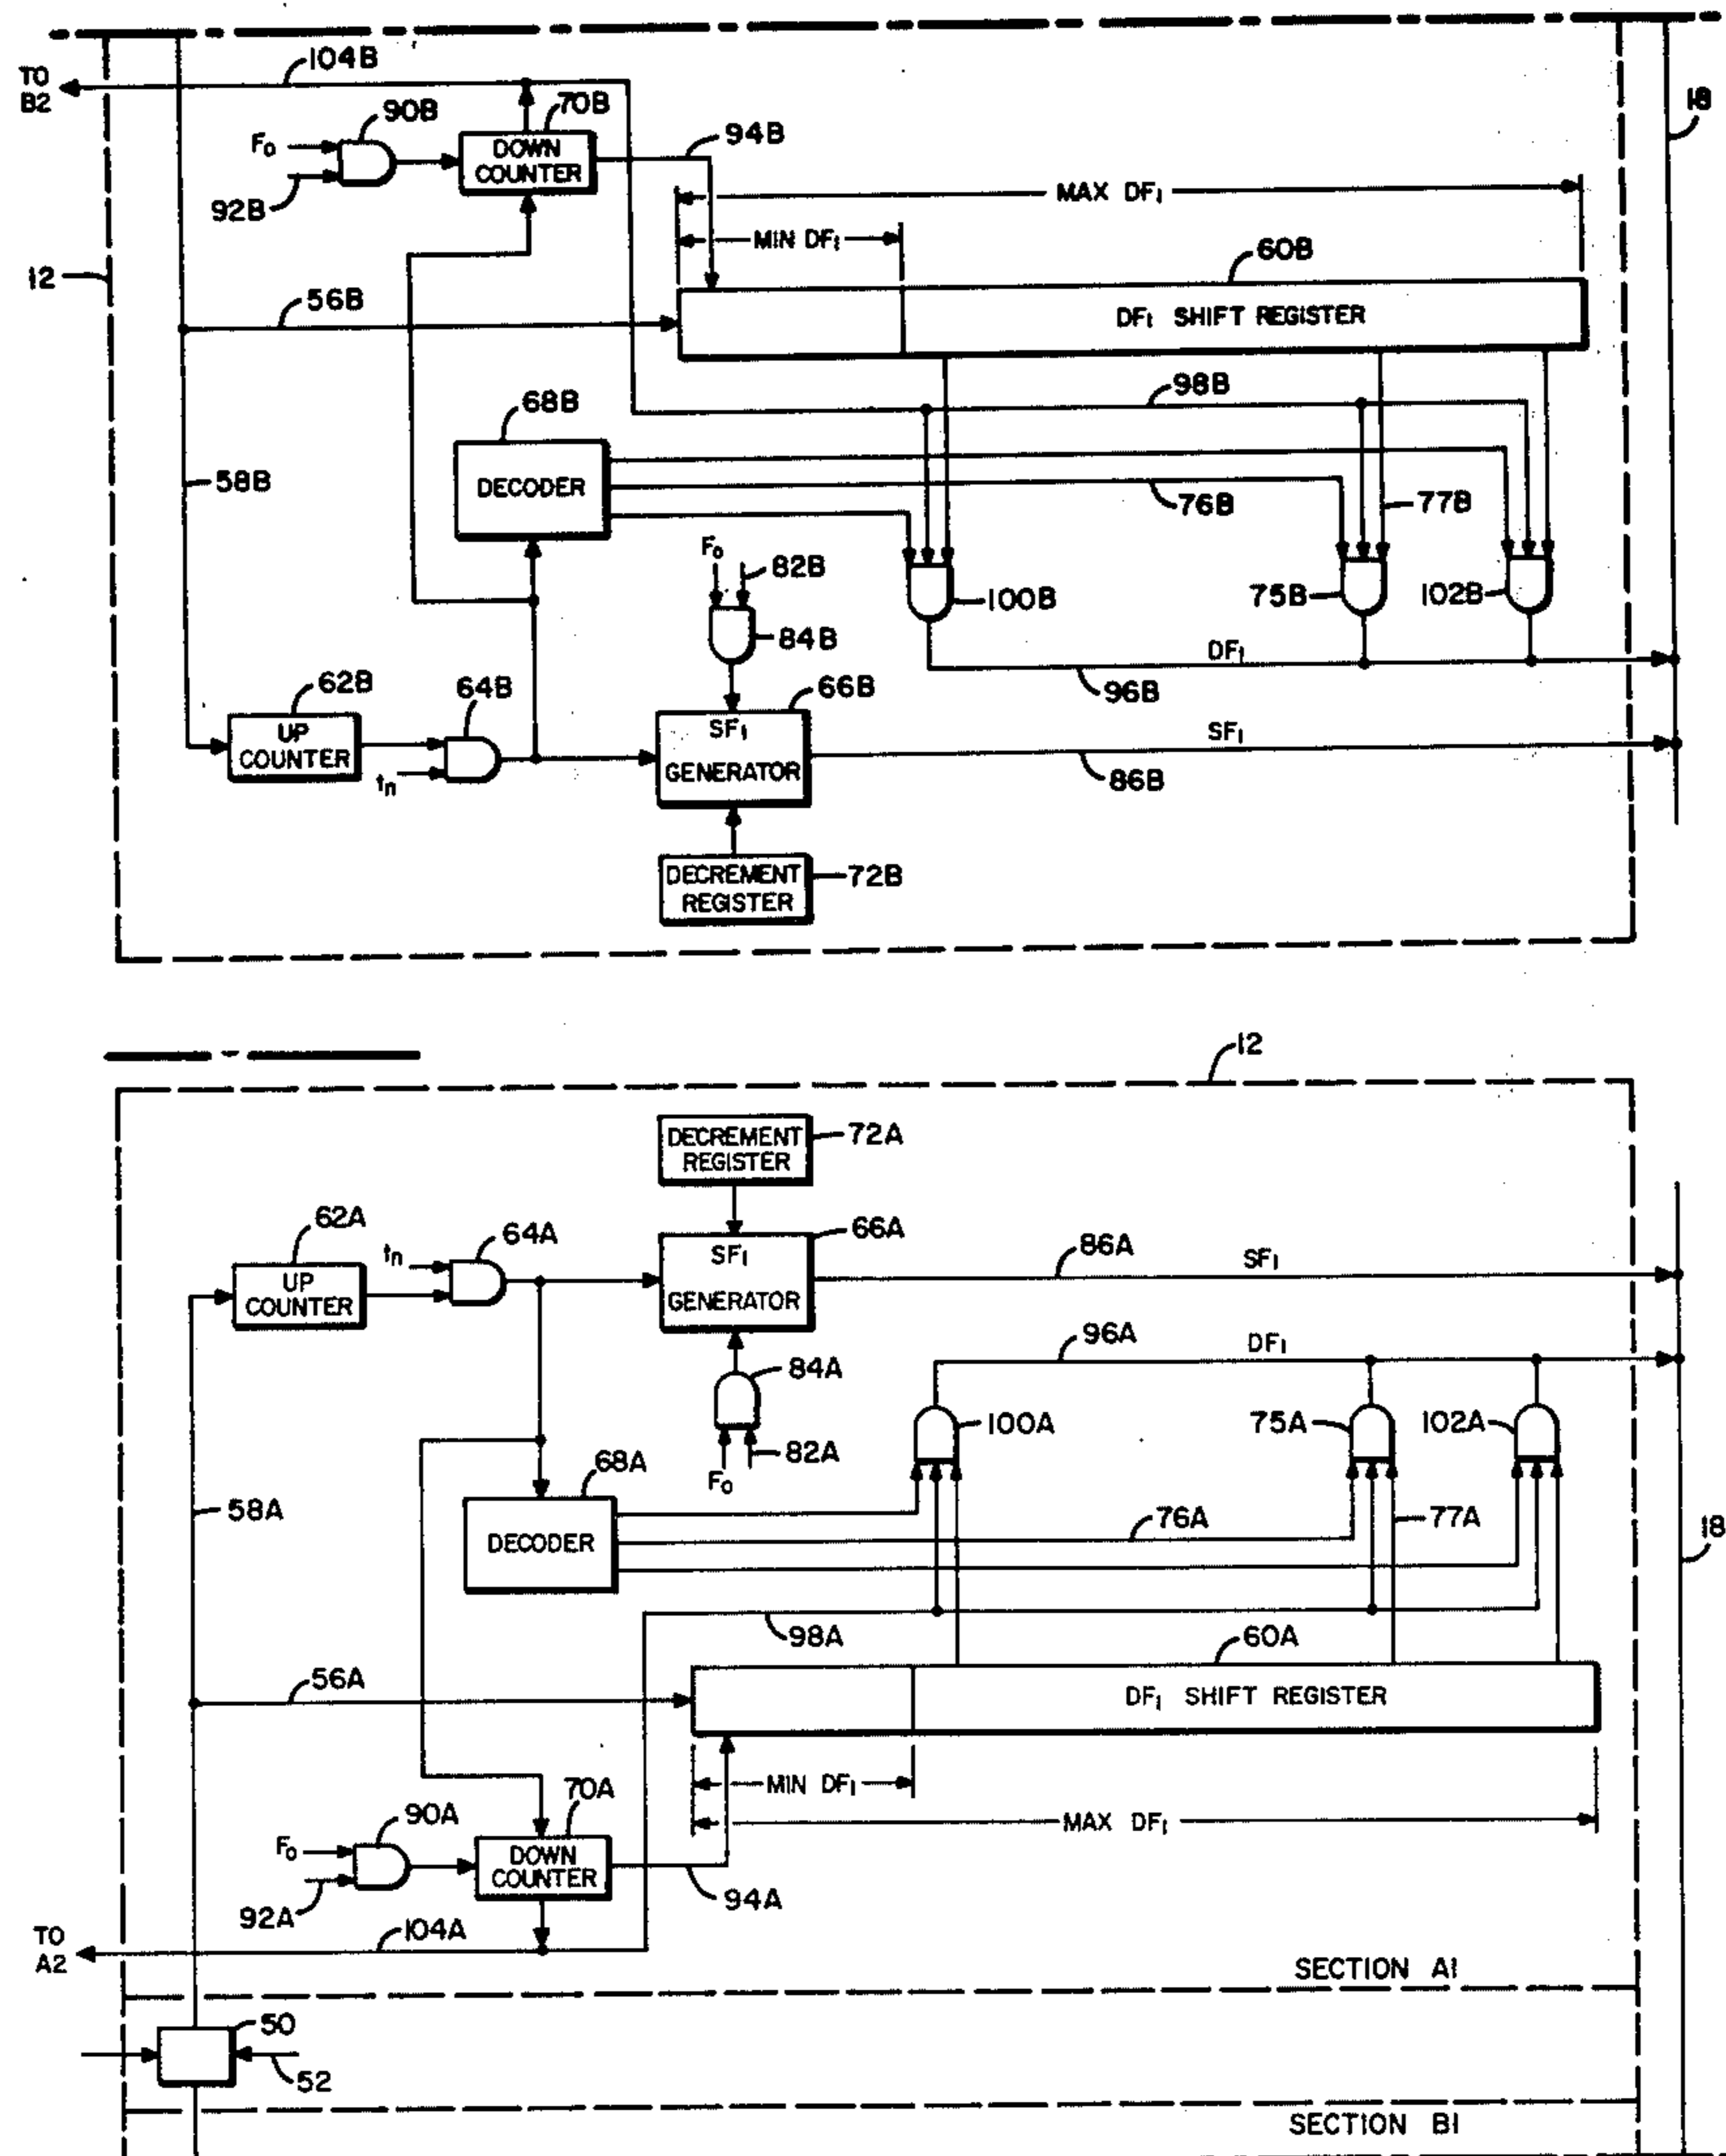 104B
TO
B2
90B
70B
18
F₀
DOWN
COUNTER
94B
92B
MAX DF₁
MIN DF₁
12
60B
56B
DF₁ SHIFT REGISTER
68B
98B
58B
DECODER
76B
77B
F₀
82B
100B
75B
102B
84B
DF₁
62B
64B
66B
96B
UP
COUNTER
SF₁
GENERATOR
SF₁
tn
86B
DECREMENT
REGISTER
72B
12
DECREMENT
REGISTER
72A
62A
64A
66A
86A
SF₁
tn
UP
COUNTER
SF₁
GENERATOR
96A
DF₁
84A
100A
75A
102A
82A
F₀
68A
58A
DECODER
76A
77A
18
98A
60A
56A
DF₁ SHIFT REGISTER
MIN DF₁
70A
90A
MAX DF₁
F₀
DOWN
COUNTER
94A
92A
104A
TO
A2
SECTION A1
50
52
SECTION B1